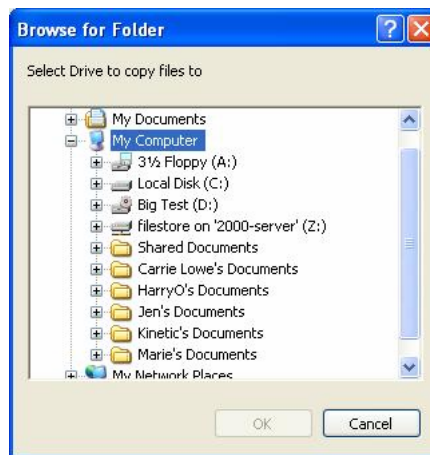 Browse for Folder
Select Drive to copy files to
My Documents
My Computer
3½ Floppy (A:)
Local Disk (C:)
Big Test (D:)
filestore on '2000-server' (Z:)
Shared Documents
Carrie Lowe's Documents
HarryO's Documents
Jen's Documents
Kinetic's Documents
Marie's Documents
My Network Places
OK Cancel